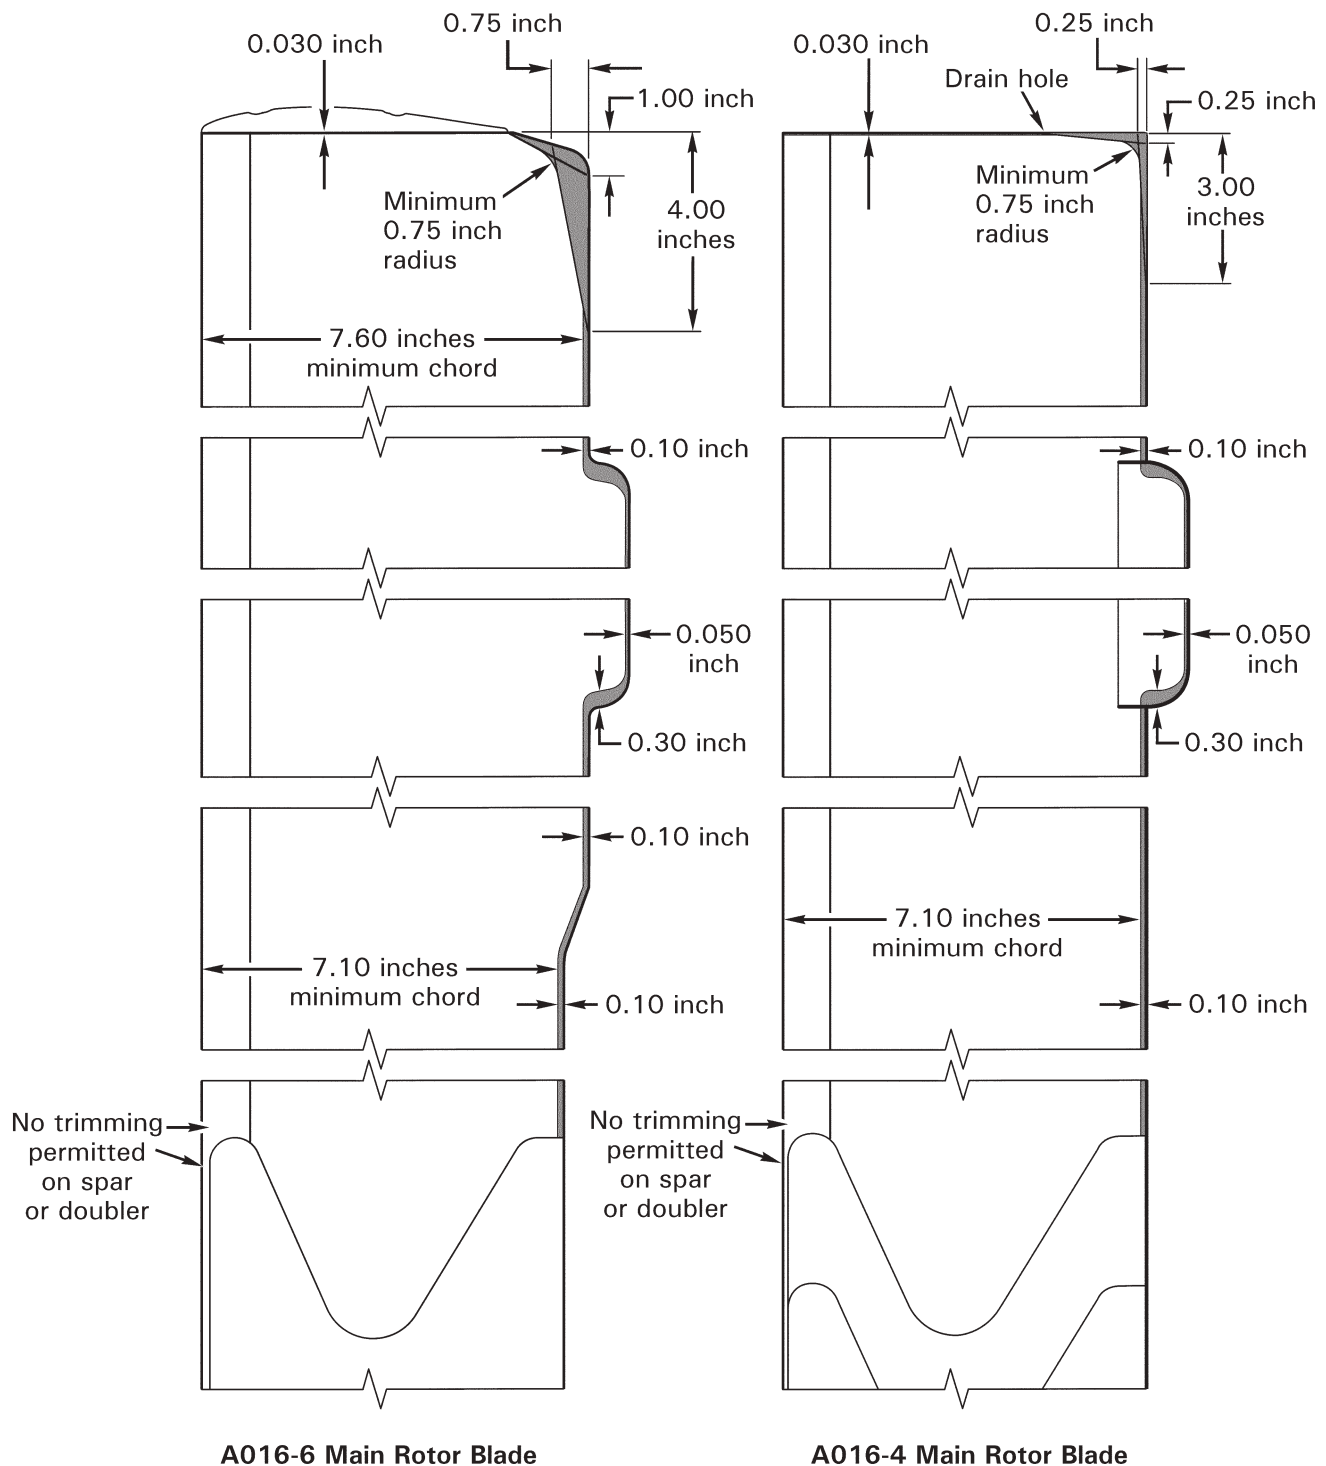 0.75 inch
0.030 inch
1.00 inch
Minimum
0.75 inch
radius
4.00
inches
7.60 inches
minimum chord
0.10 inch
0.050
inch
0.30 inch
0.10 inch
7.10 inches
minimum chord
0.10 inch
No trimming
permitted
on spar
or doubler
A016-6 Main Rotor Blade
0.25 inch
0.030 inch
Drain hole
0.25 inch
Minimum
0.75 inch
radius
3.00
inches
0.10 inch
0.050
inch
0.30 inch
7.10 inches
minimum chord
0.10 inch
No trimming
permitted
on spar
or doubler
A016-4 Main Rotor Blade